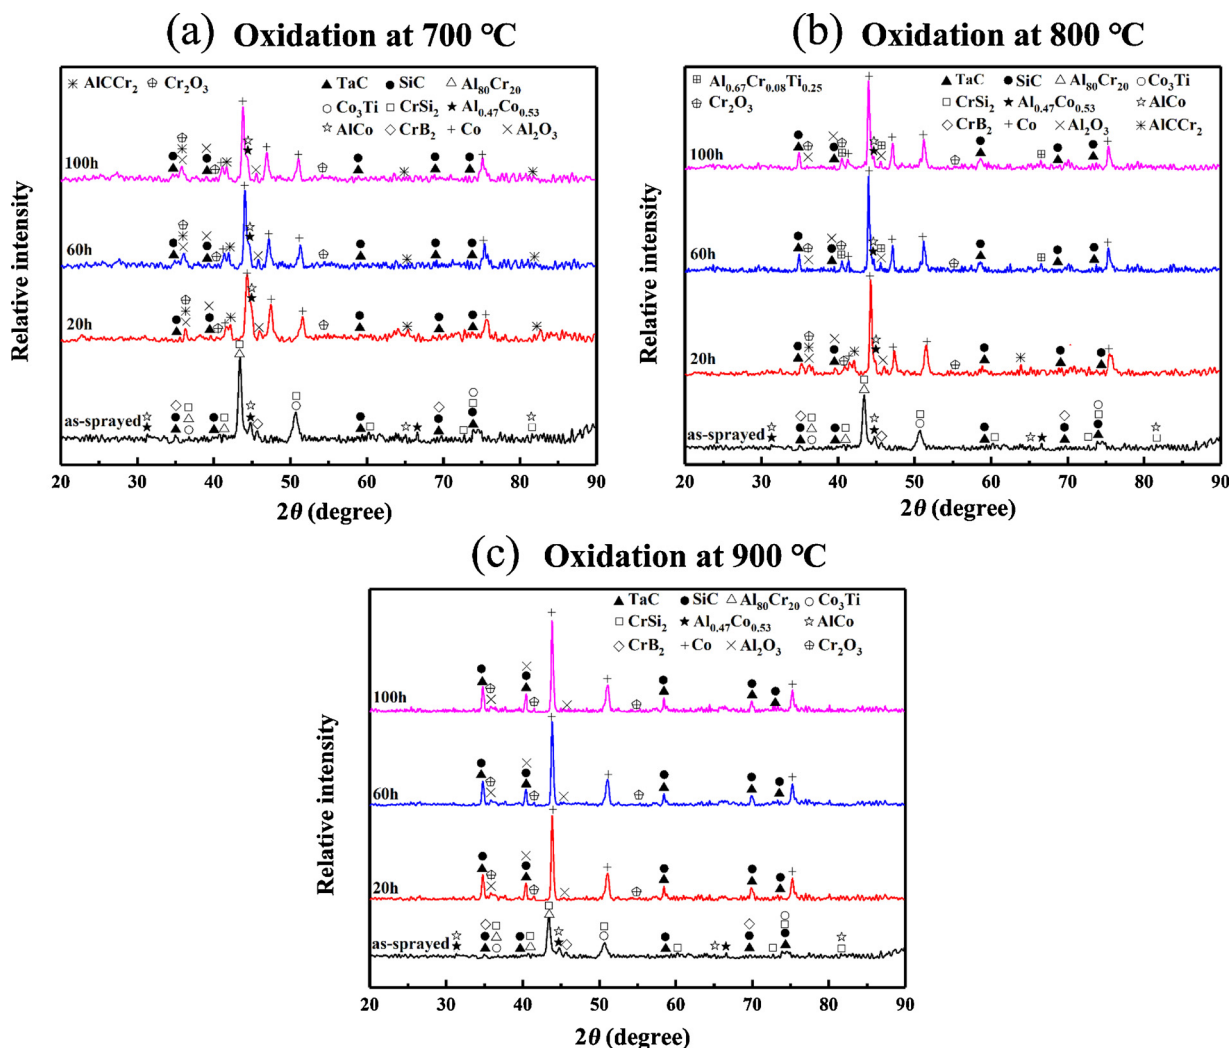 (a) Oxidation at 700 °C
AlCCr₂ Cr₂O₃ TaC SiC Al₈₀Cr₂₀
Co₃Ti CrSi₂ Al₀.₄₇Co₀.₅₃
AlCo CrB₂ Co Al₂O₃
100h
60h
20h
as-sprayed
Relative intensity
20 30 40 50 60 70 80 90
2θ (degree)
(b) Oxidation at 800 °C
Al₀.₆₇Cr₀.₀₈Ti₀.₂₅ TaC SiC Al₈₀Cr₂₀ Co₃Ti
Cr₂O₃ CrSi₂ Al₀.₄₇Co₀.₅₃ AlCo
CrB₂ Co Al₂O₃ AlCCr₂
100h
60h
20h
as-sprayed
Relative intensity
20 30 40 50 60 70 80 90
2θ (degree)
(c) Oxidation at 900 °C
TaC SiC Al₈₀Cr₂₀ Co₃Ti
CrSi₂ Al₀.₄₇Co₀.₅₃ AlCo
CrB₂ Co Al₂O₃ Cr₂O₃
100h
60h
20h
as-sprayed
Relative intensity
20 30 40 50 60 70 80 90
2θ (degree)